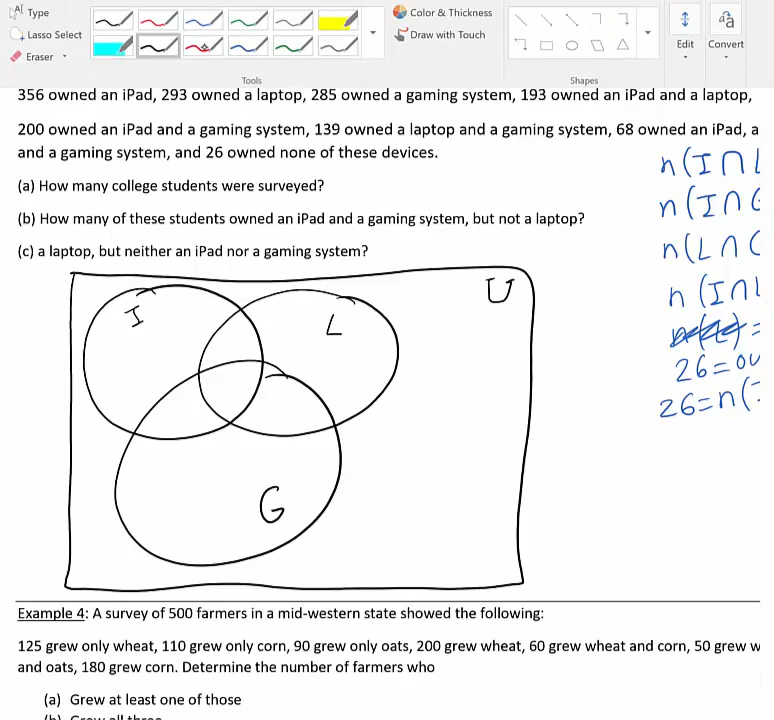 Type
Lasso Select
Eraser
Color & Thickness
Draw with Touch
Edit
Convert
Tools
Shapes
356 owned an iPad, 293 owned a laptop, 285 owned a gaming system, 193 owned an iPad and a laptop,
200 owned an iPad and a gaming system, 139 owned a laptop and a gaming system, 68 owned an iPad, a
and a gaming system, and 26 owned none of these devices.
(a) How many college students were surveyed?
(b) How many of these students owned an iPad and a gaming system, but not a laptop?
(c) a laptop, but neither an iPad nor a gaming system?
n(I∩L
n(I∩G
n(L∩G
n(I∩L
=
26=ou
26=n(I
U
I
L
G
Example 4: A survey of 500 farmers in a mid-western state showed the following:
125 grew only wheat, 110 grew only corn, 90 grew only oats, 200 grew wheat, 60 grew wheat and corn, 50 grew w
and oats, 180 grew corn. Determine the number of farmers who
(a) Grew at least one of those
(b) Grew all three